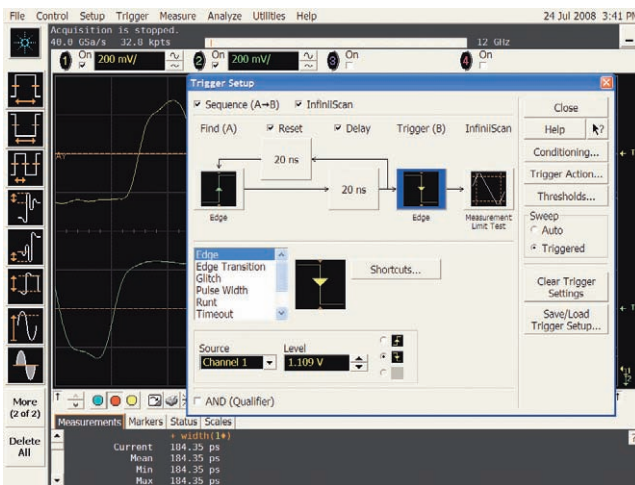 File Control Setup Trigger Measure Analyze Utilities Help 24 Jul 2008 3:41 PM
Acquisition is stopped.
40.0 GSa/s 32.8 kpts 12 GHz
1 On 200 mV/ 2 On 200 mV/ 3 On 4 On
Trigger Setup
Sequence (A→B) InfiniiScan
Close
Find (A) Reset Delay Trigger (B) InfiniiScan
Help
20 ns
Conditioning...
20 ns
Trigger Action...
Edge Edge Measurement
Limit Test
Thresholds...
Sweep
Auto
Triggered
Edge
Edge Transition
Glitch
Pulse Width
Runt
Timeout
Shortcuts...
Clear Trigger
Settings
Save/Load
Trigger Setup...
Source Level
Channel 1 1.109 V
AND (Qualifier)
More
(2 of 2)
Delete
All
Measurements Markers Status Scales
+ width(1♦)
Current 184.35 ps
Mean 184.35 ps
Min 184.35 ps
Max 184.35 ps